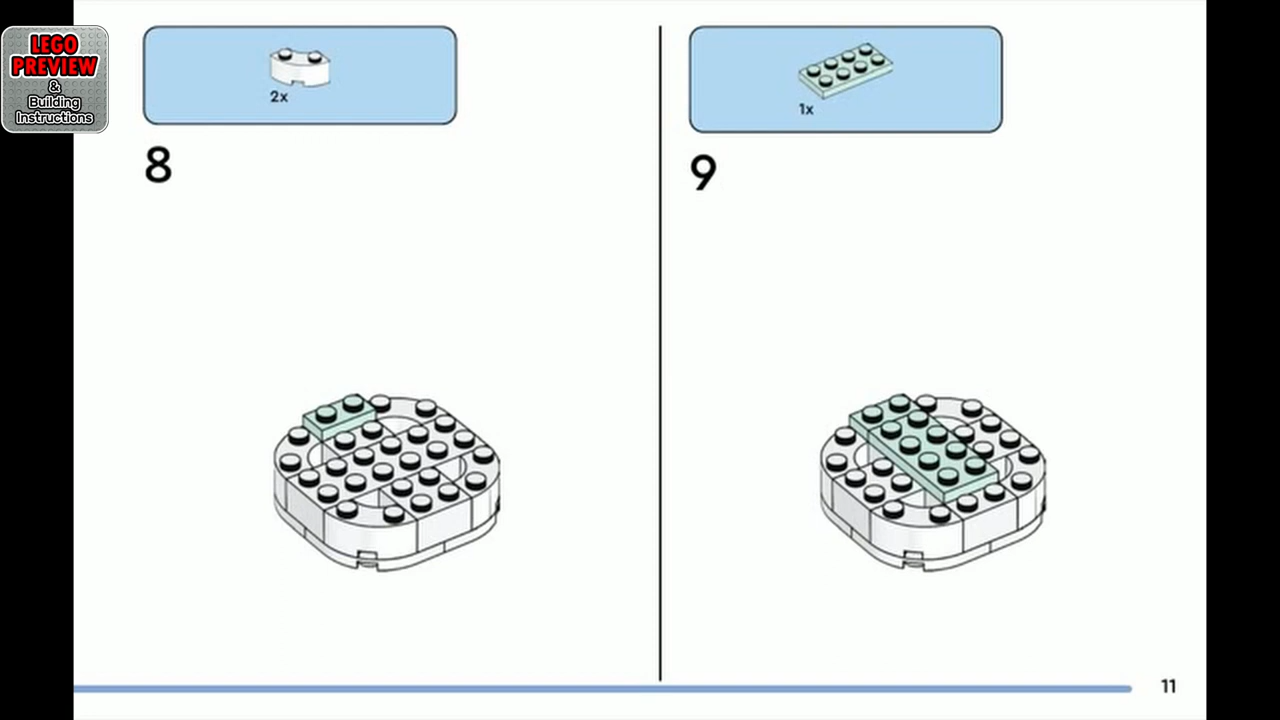 LEGO
PREVIEW
&
Building
Instructions
2x
8
1x
9
11